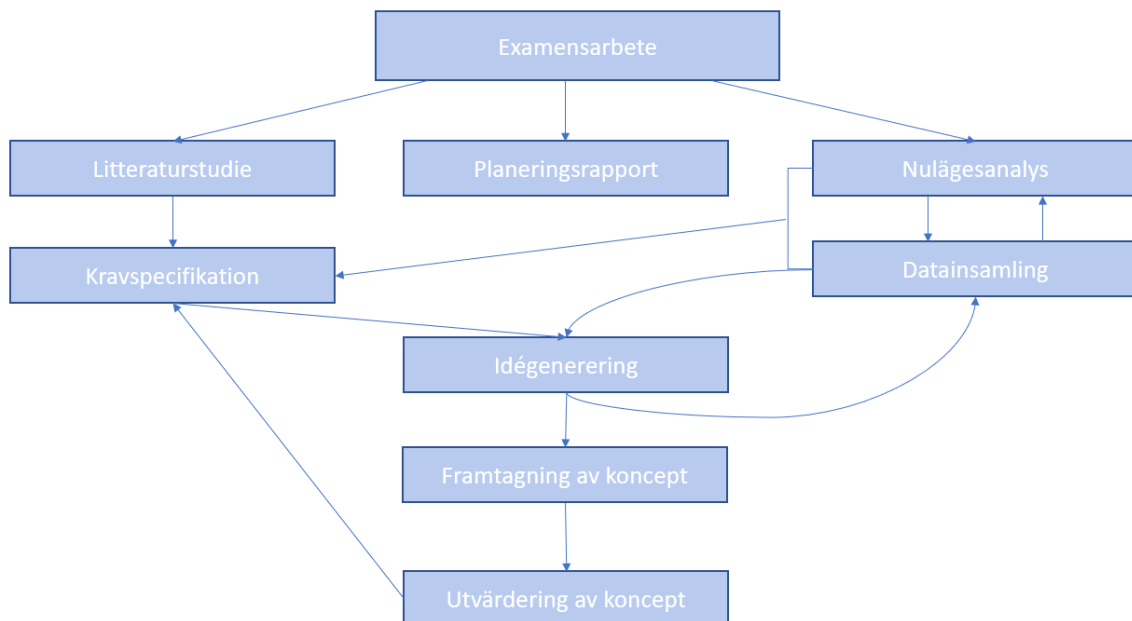 Examensarbete
Litteraturstudie
Planeringsrapport
Nulägesanalys
Kravspecifikation
Datainsamling
Idégenerering
Framtagning av koncept
Utvärdering av koncept